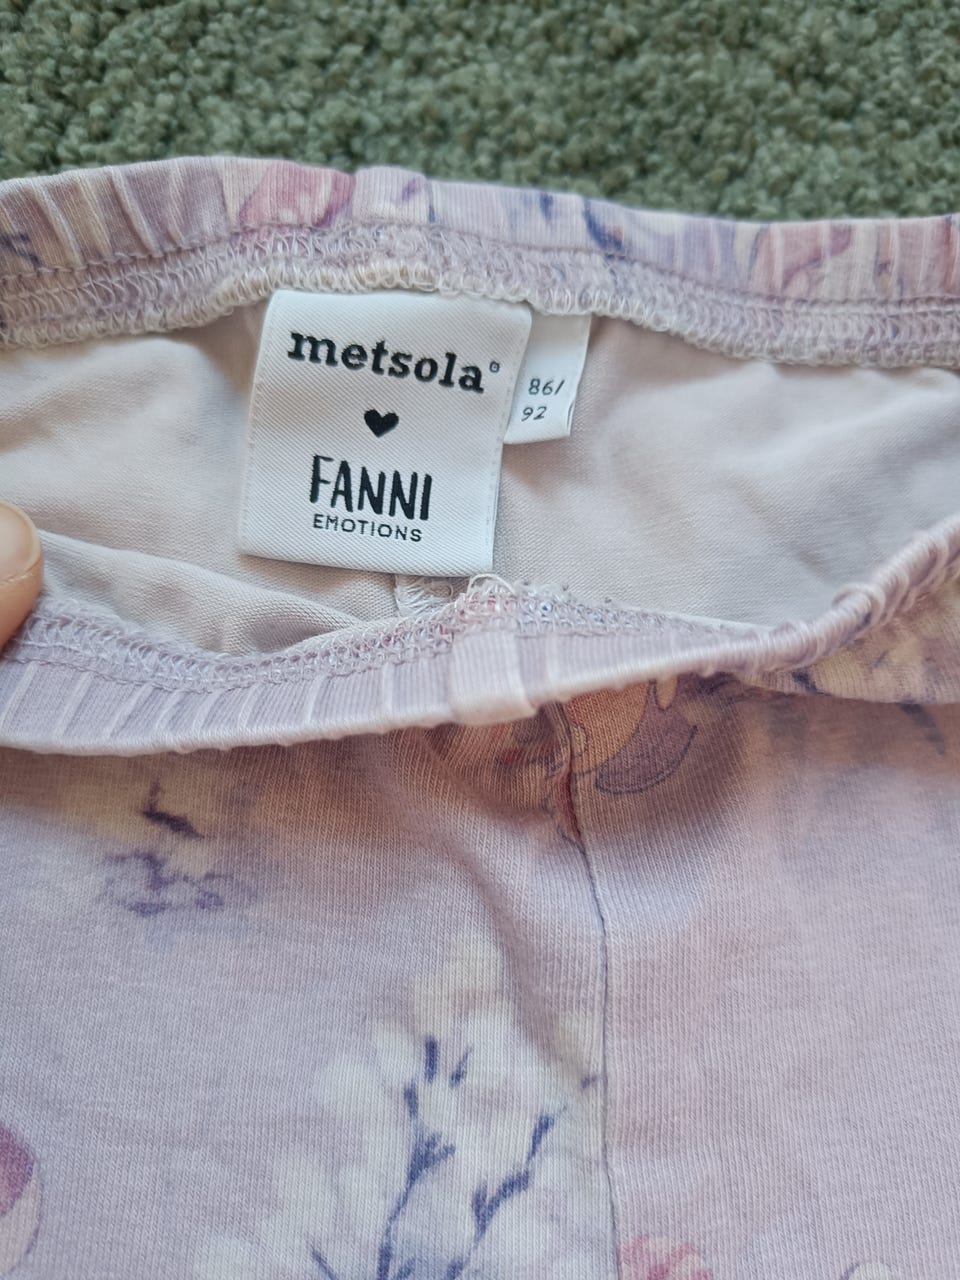 metsola®
♥
FANNI
EMOTIONS
86/
92